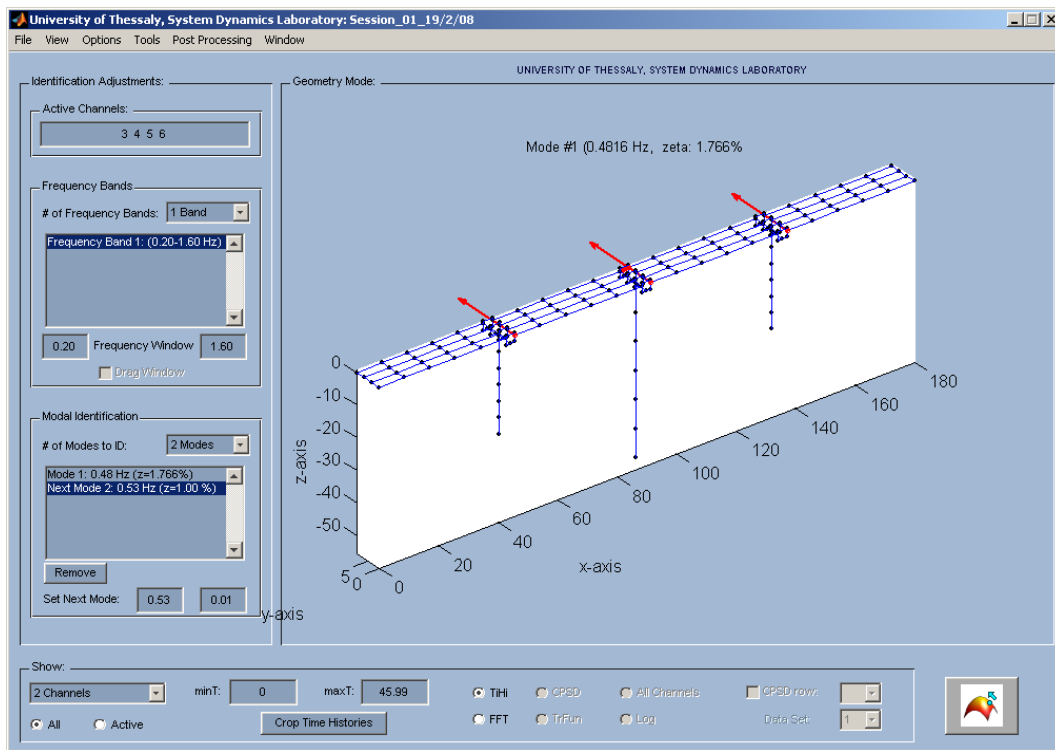 University of Thessaly, System Dynamics Laboratory: Session_01_19/2/08
File View Options Tools Post Processing Window
UNIVERSITY OF THESSALY, SYSTEM DYNAMICS LABORATORY
Identification Adjustments:
Active Channels:
3 4 5 6
Frequency Bands
# of Frequency Bands: 1 Band
Frequency Band 1: (0.20-1.60 Hz)
0.20 Frequency Window 1.60
Drag Window
Modal Identification
# of Modes to ID: 2 Modes
Mode 1: 0.48 Hz (z=1.766%)
Next Mode 2: 0.53 Hz (z=1.00 %)
Remove
Set Next Mode: 0.53 0.01
Geometry Mode:
Mode #1 (0.4816 Hz, zeta: 1.766%
0
-10
-20
-30
-40
-50
z-axis
5
0
y-axis
0
20
40
60
80
100
120
140
160
180
x-axis
Show:
2 Channels minT: 0 maxT: 45.99 TiHi CPSD All Channels CPSD row:
All Active Crop Time Histories FFT TrFun Log Data Set: 1